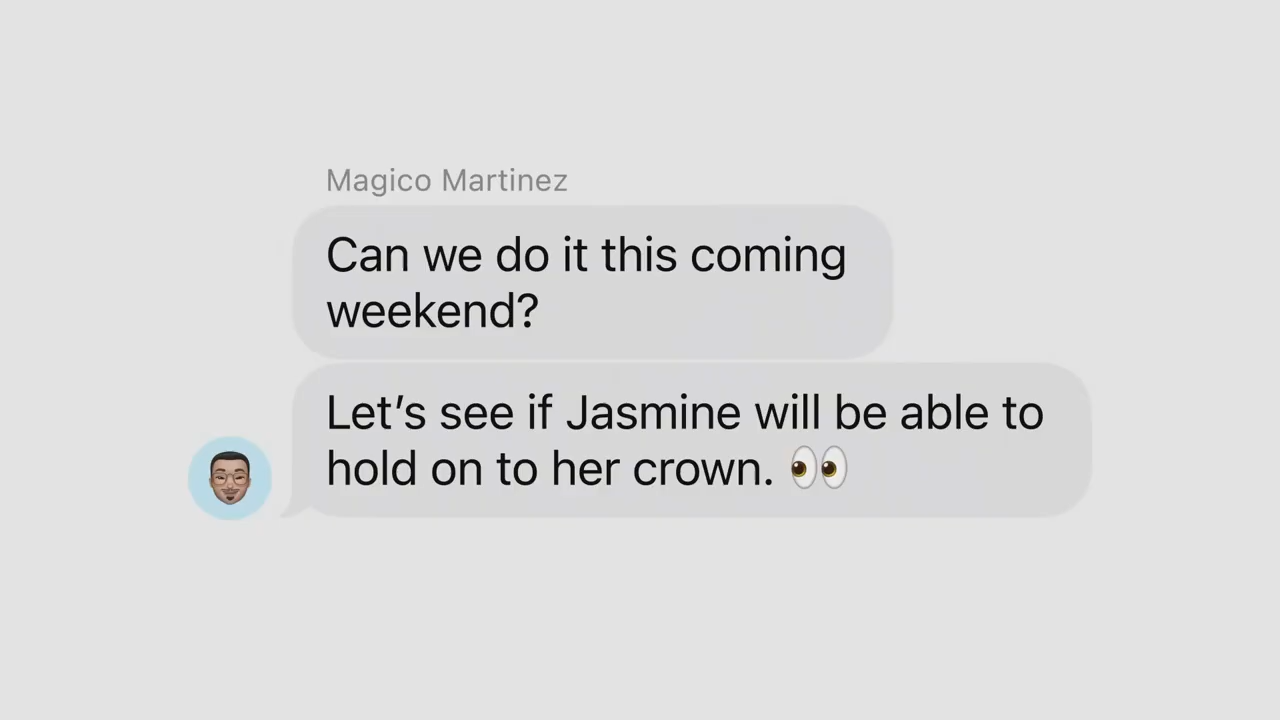 Magico Martinez
Can we do it this coming
weekend?
Let’s see if Jasmine will be able to
hold on to her crown. 👀